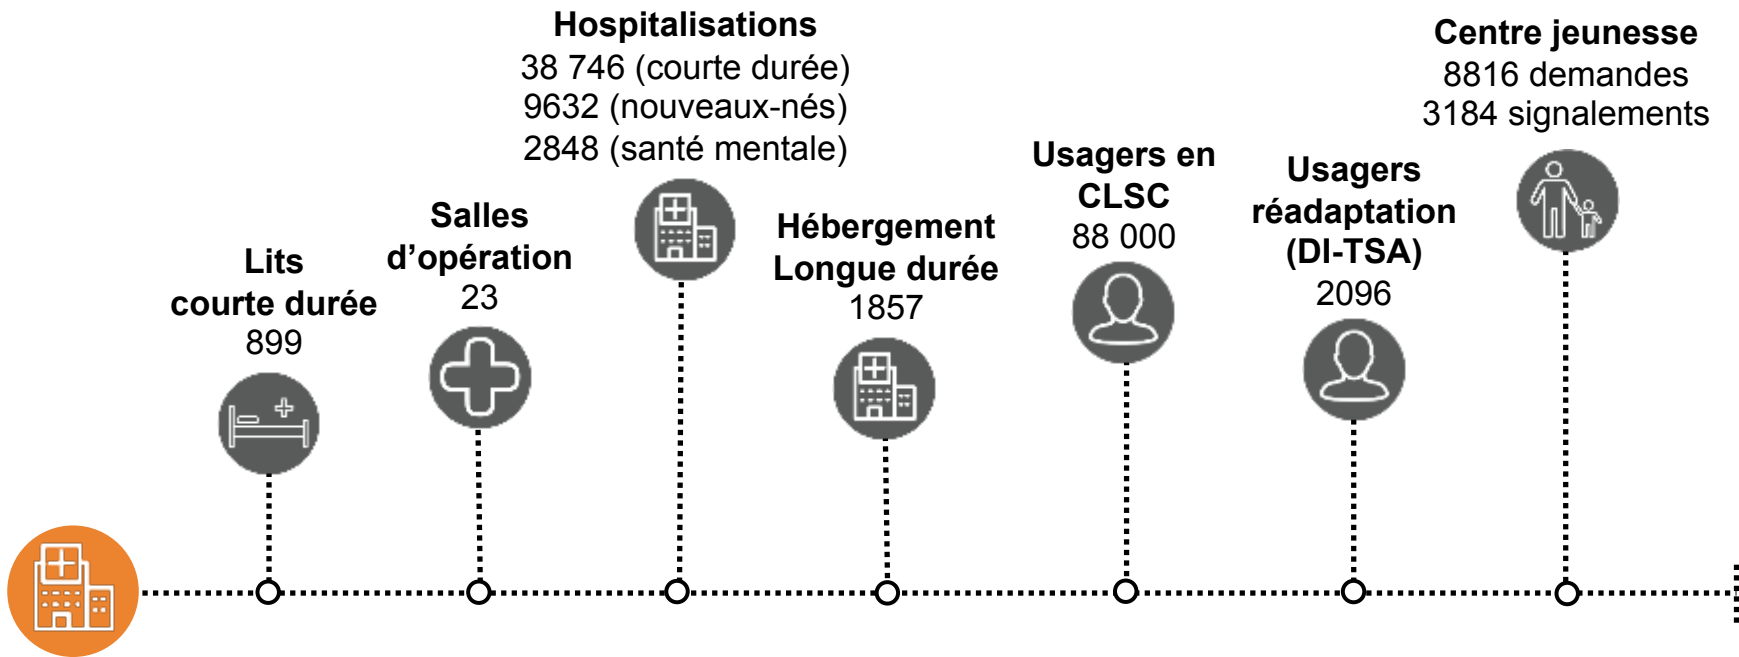 Lits
courte durée
899
Salles
d’opération
23
Hospitalisations
38 746 (courte durée)
9632 (nouveaux-nés)
2848 (santé mentale)
Hébergement
Longue durée
1857
Usagers en
CLSC
88 000
Usagers
réadaptation
(DI-TSA)
2096
Centre jeunesse
8816 demandes
3184 signalements